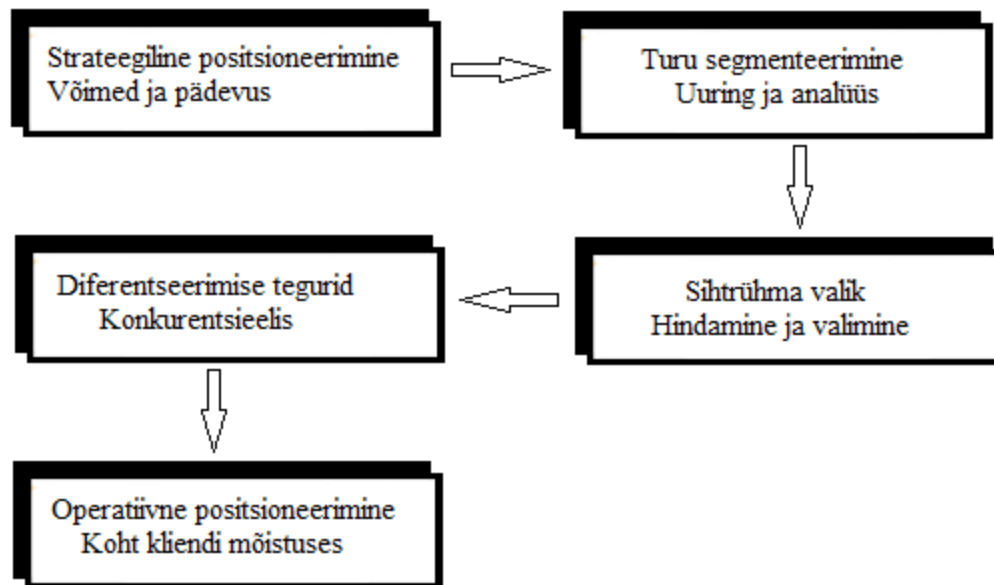 Strateegiline positsioneerimine
Võimed ja pädevus
Turu segmenteerimine
Uuring ja analüüs
Sihtrühma valik
Hindamine ja valimine
Diferentseerimise tegurid
Konkurentsieelis
Operatiivne positsioneerimine
Koht kliendi mõistuses